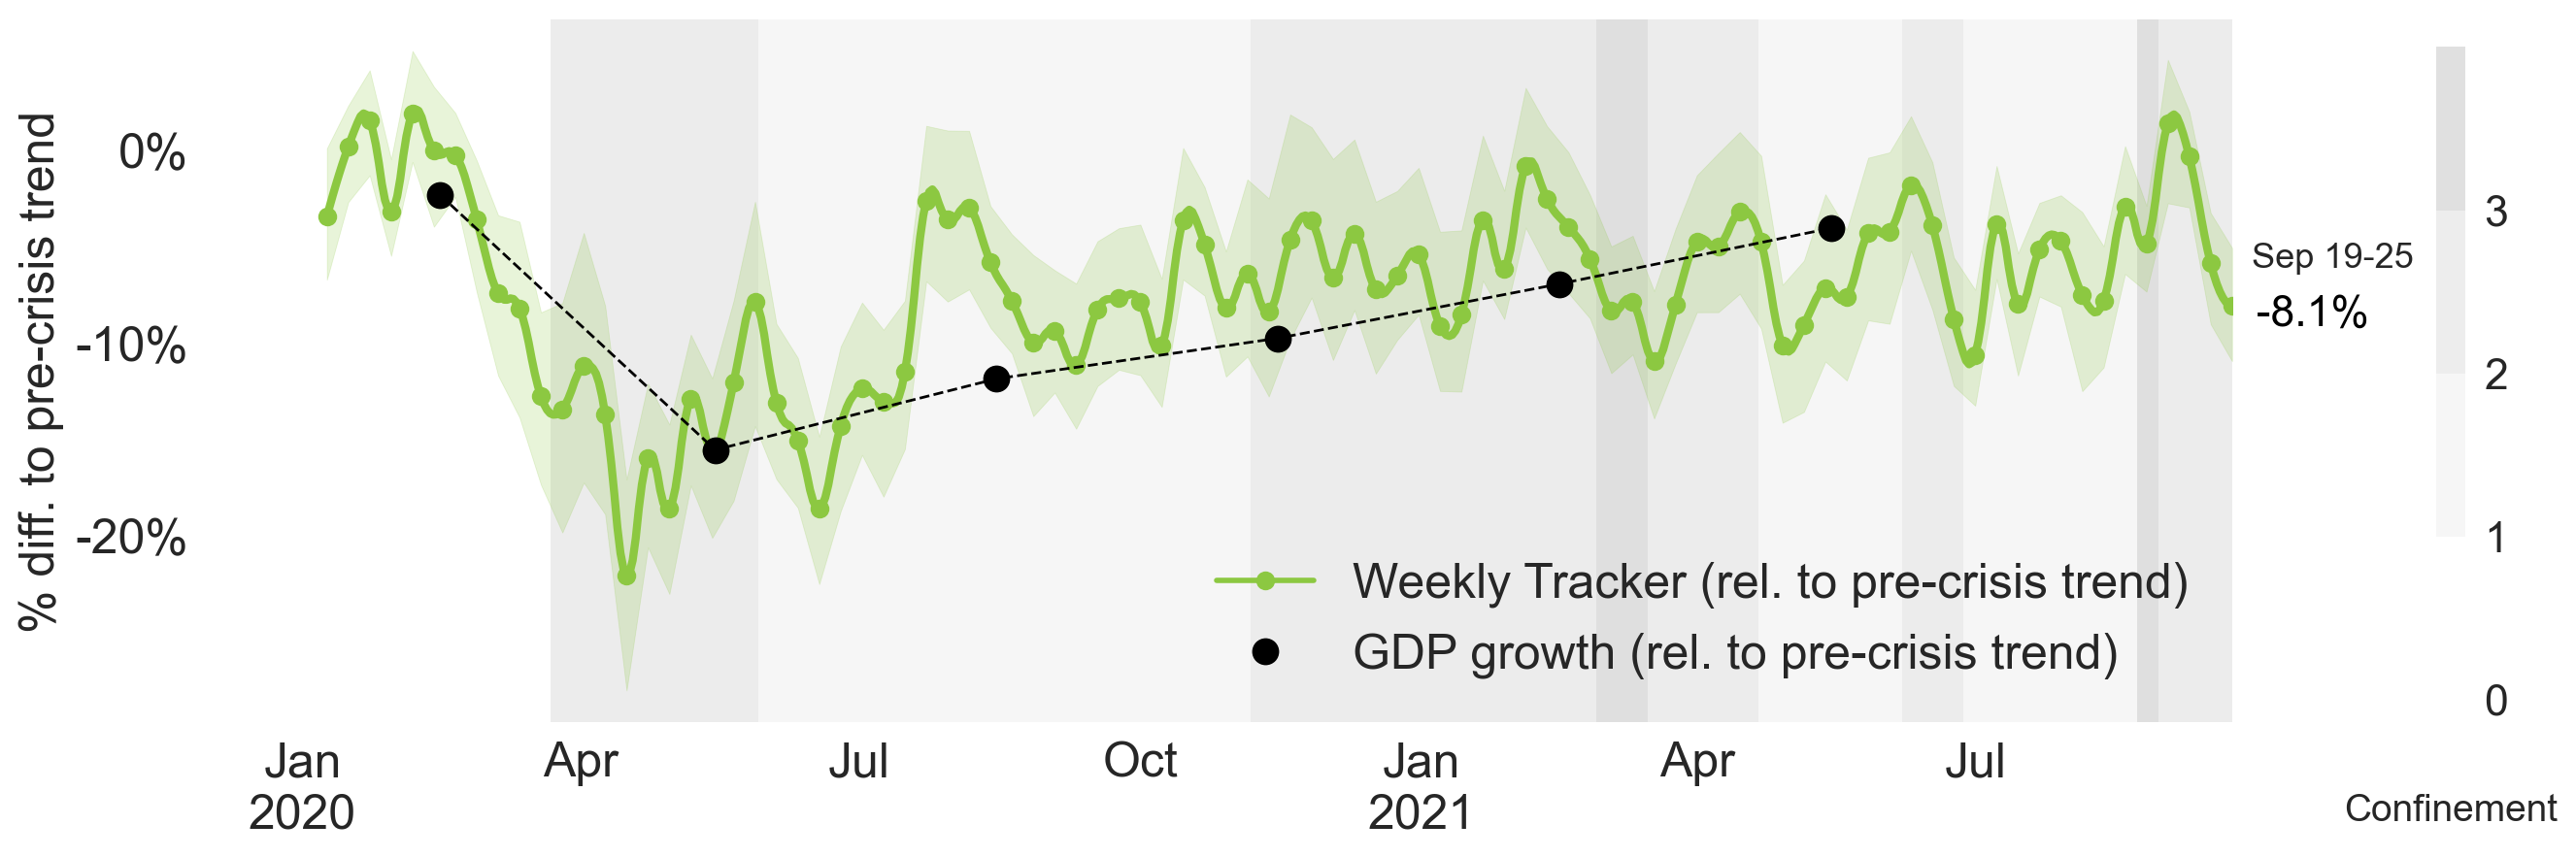 % diff. to pre-crisis trend
0%
-10%
-20%
Sep 19-25
-8.1%
Weekly Tracker (rel. to pre-crisis trend)
GDP growth (rel. to pre-crisis trend)
Jan Apr Jul Oct Jan Apr Jul
2020 2021
3
2
1
0
Confinement